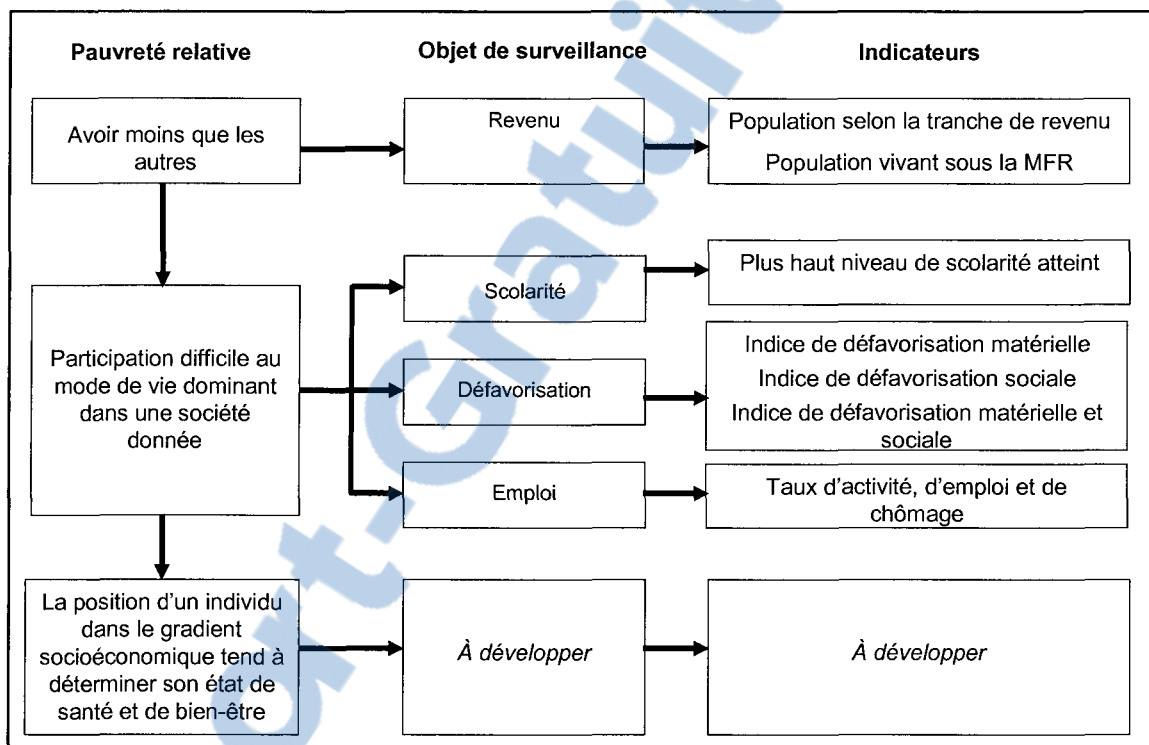 Pauvreté relative
Objet de surveillance
Indicateurs
Avoir moins que les
autres
Revenu
Population selon la tranche de revenu
Population vivant sous la MFR
Participation difficile au
mode de vie dominant
dans une société
donnée
Scolarité
Plus haut niveau de scolarité atteint
Défavorisation
Indice de défavorisation matérielle
Indice de défavorisation sociale
Indice de défavorisation matérielle et
sociale
Emploi
Taux d'activité, d'emploi et de
chômage
La position d'un individu
dans le gradient
socioéconomique tend à
déterminer son état de
santé et de bien-être
À développer
À développer
ort-Gratuit